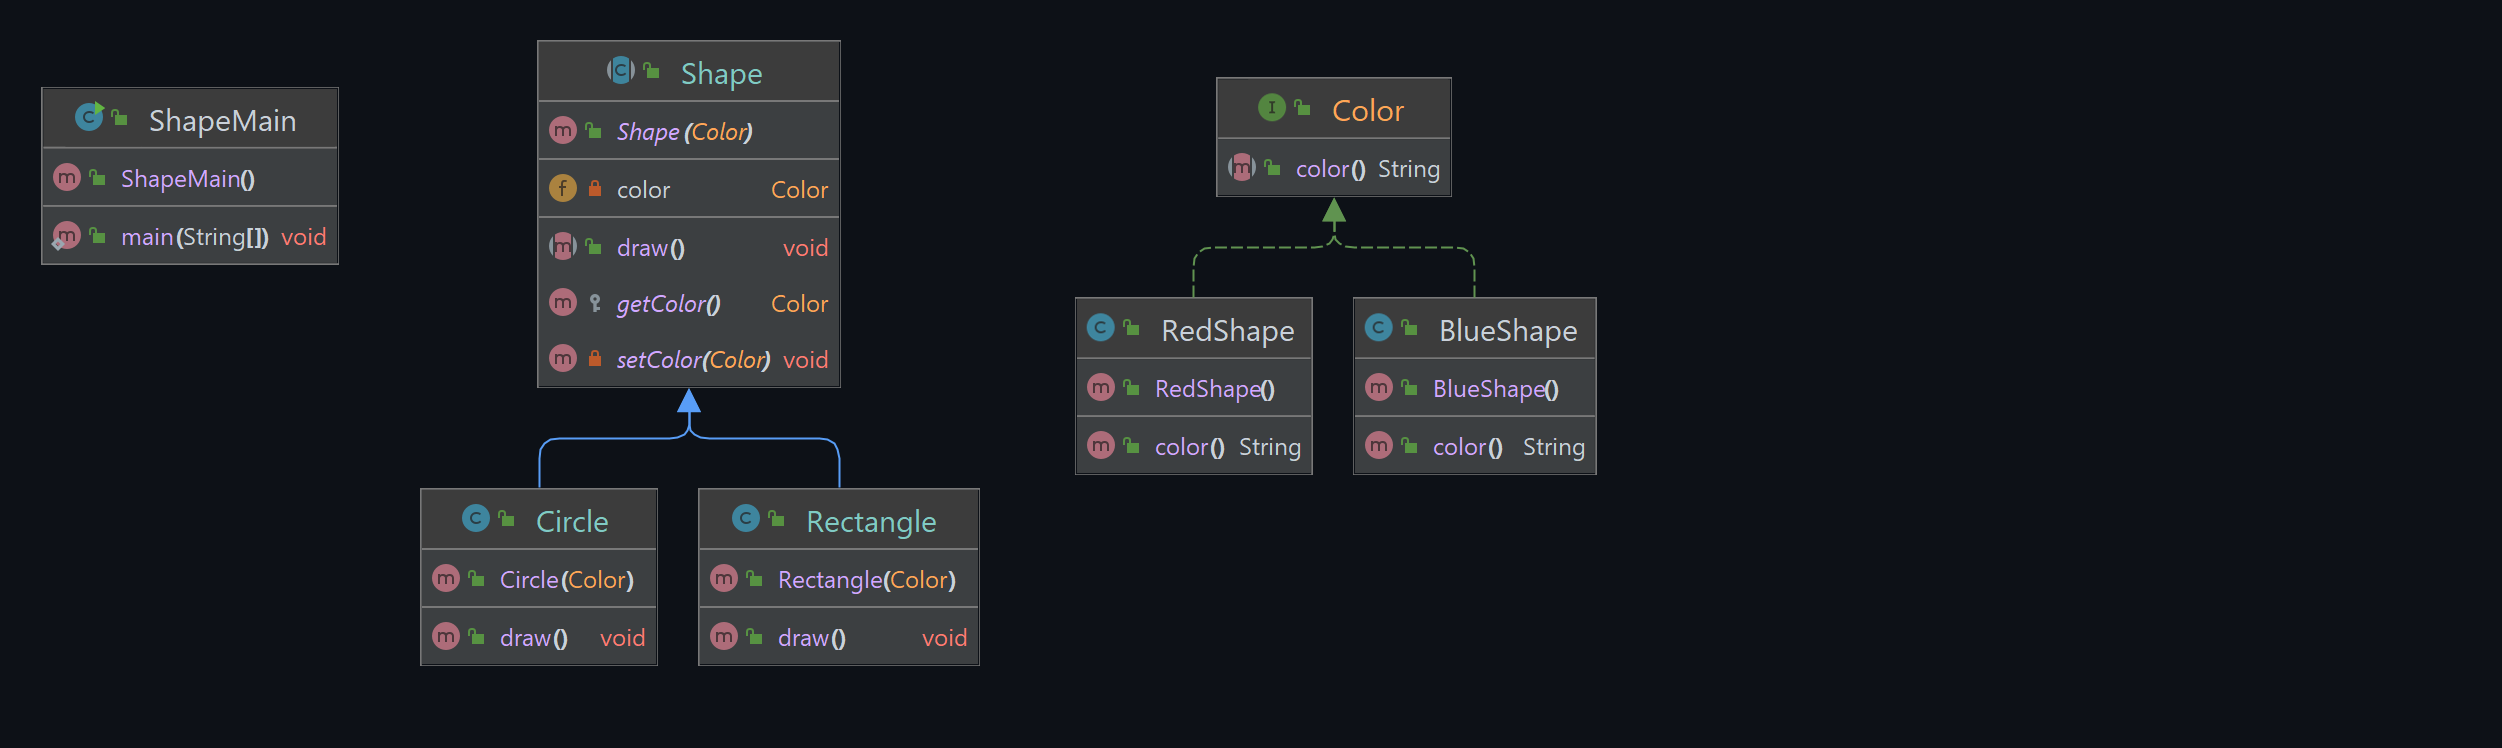 ShapeMain
ShapeMain()
main(String[]) void
Shape
Shape(Color)
color Color
draw() void
getColor() Color
setColor(Color) void
Circle
Circle(Color)
draw() void
Rectangle
Rectangle(Color)
draw() void
Color
color() String
RedShape
RedShape()
color() String
BlueShape
BlueShape()
color() String